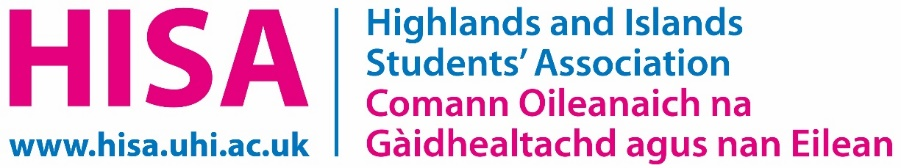 HISA
www.hisa.uhi.ac.uk
Highlands and Islands
Students’ Association
Comann Oileanaich na
Gàidhealtachd agus nan Eilean